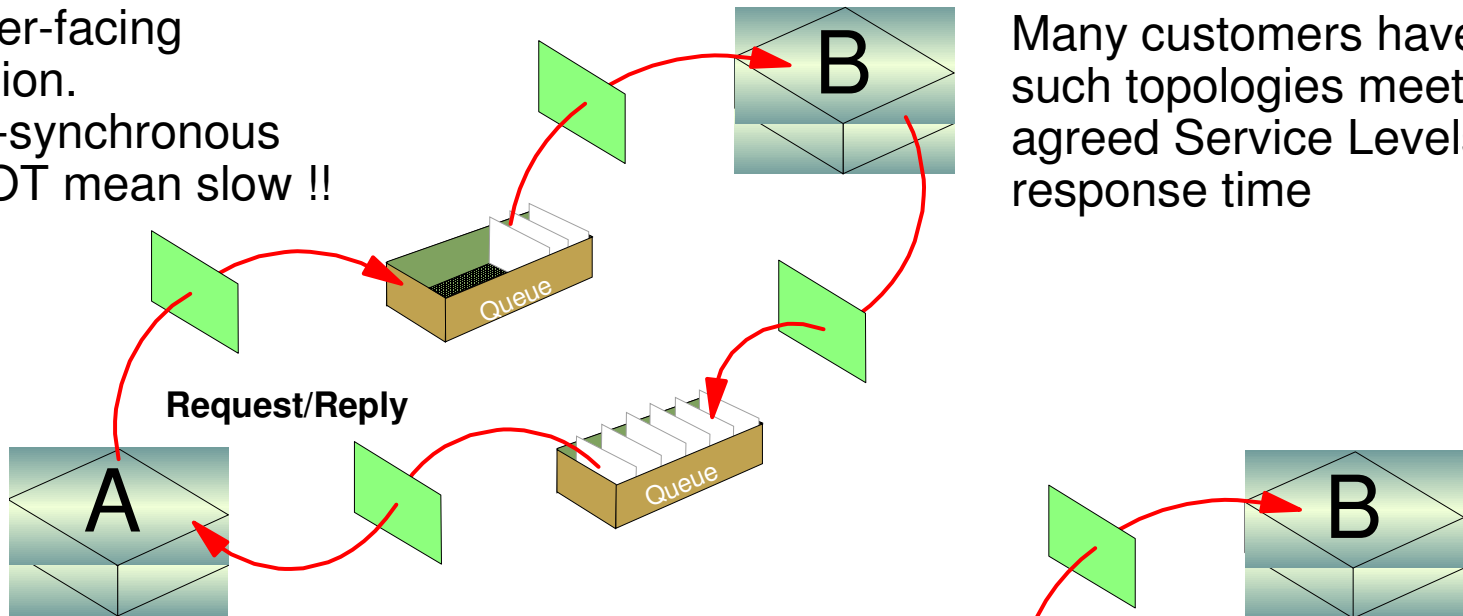 er-facing
ion.
-synchronous
OT mean slow !!
B
Many customers have
such topologies meet
agreed Service Levels
response time
Queue
Request/Reply
Queue
A
B